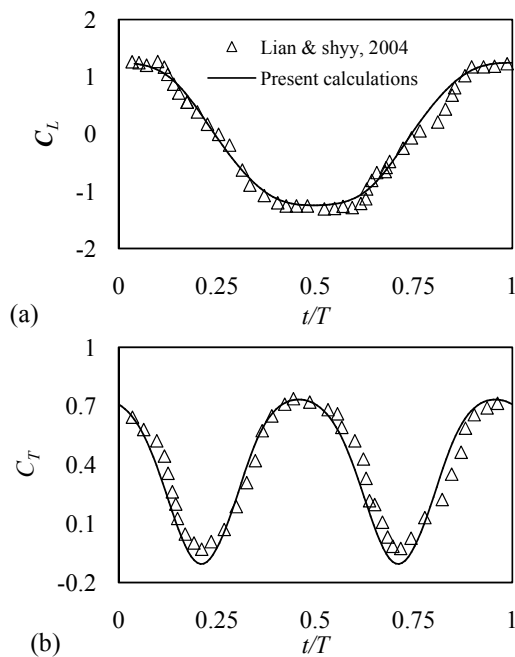 2
1
0
-1
-2
C_L
△ Lian & shyy, 2004
Present calculations
0 0.25 0.5 0.75 1
t/T
(a)
1
0.7
0.4
0.1
-0.2
C_T
0 0.25 0.5 0.75 1
t/T
(b)